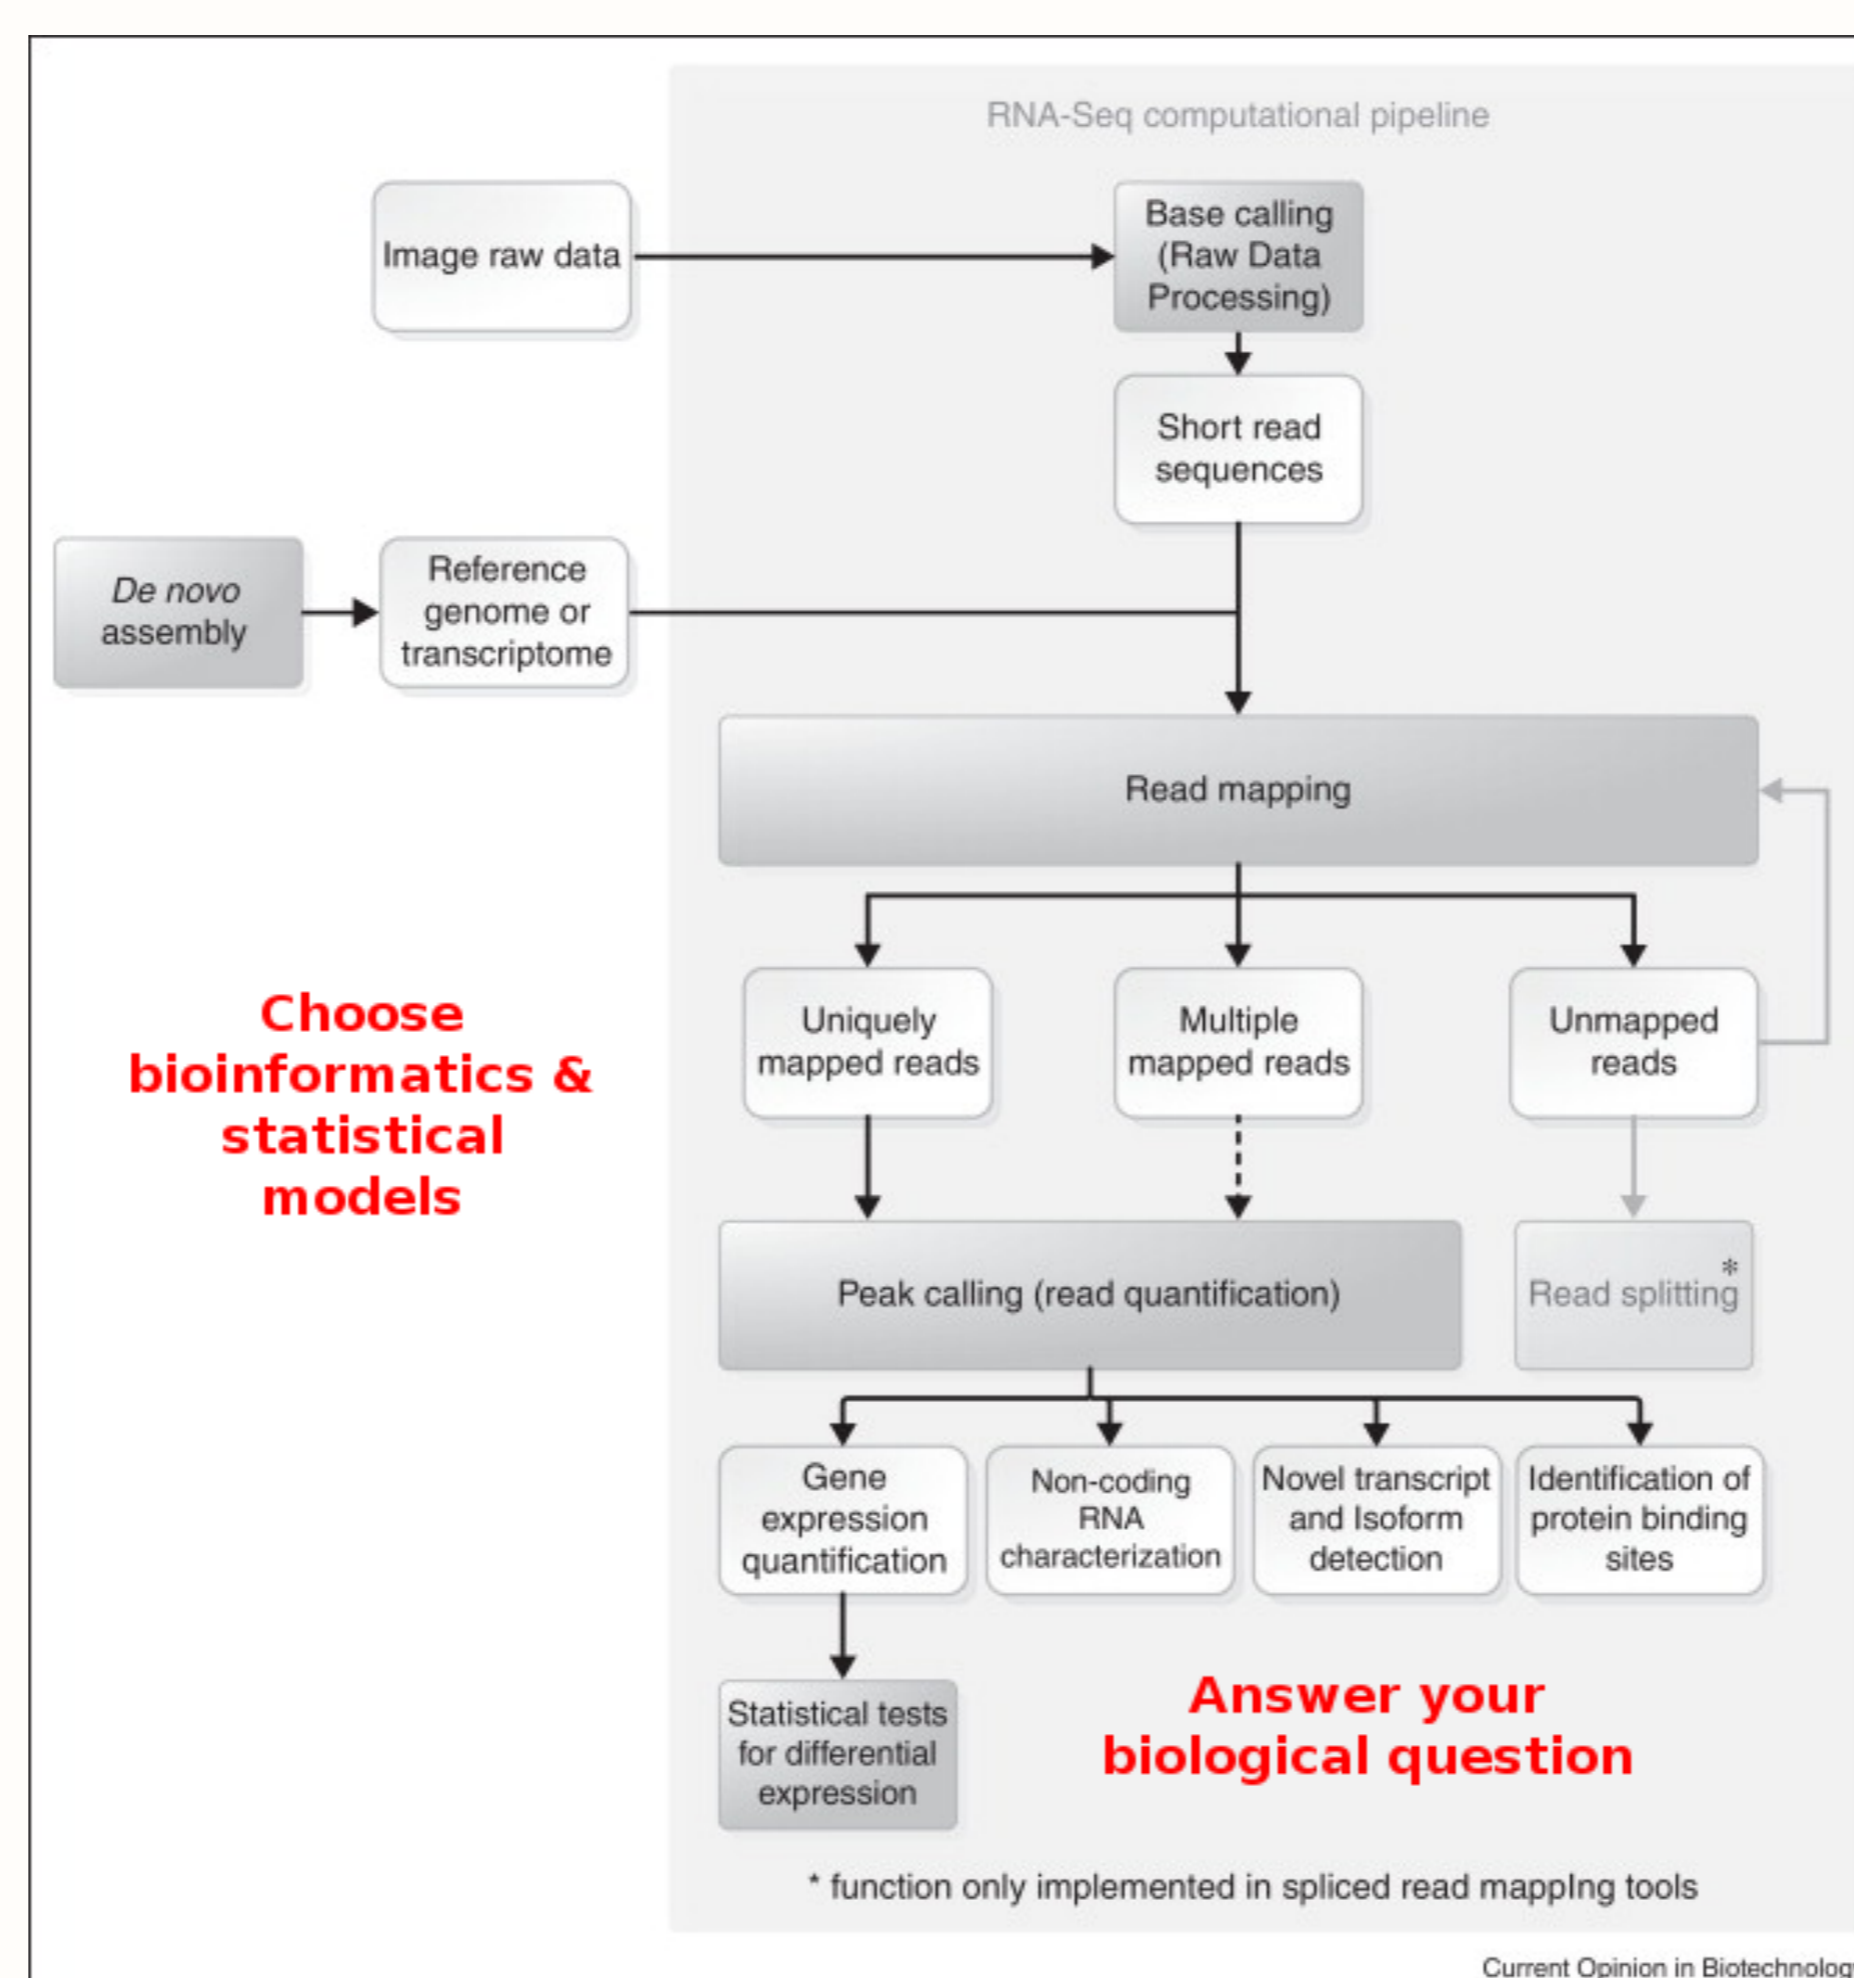 RNA-Seq computational pipeline
Image raw data
Base calling
(Raw Data
Processing)
Short read
sequences
De novo
assembly
Reference
genome or
transcriptome
Read mapping
Choose
bioinformatics &
statistical
models
Uniquely
mapped reads
Multiple
mapped reads
Unmapped
reads
Peak calling (read quantification)
*
Read splitting
Gene
expression
quantification
Non-coding
RNA
characterization
Novel transcript
and Isoform
detection
Identification of
protein binding
sites
Statistical tests
for differential
expression
Answer your
biological question
* function only implemented in spliced read mappIng tools
Current Opinion in Biotechnology